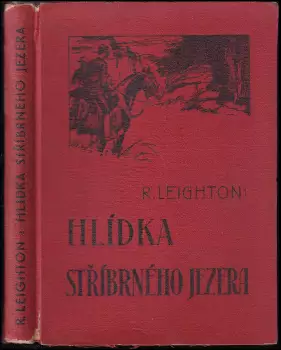 R. LEIGHTON: HLÍDKA STŘÍBRNÉHO JEZERA
R. LEIGHTON:
HLÍDKA
STŘÍBRNÉHO JEZERA